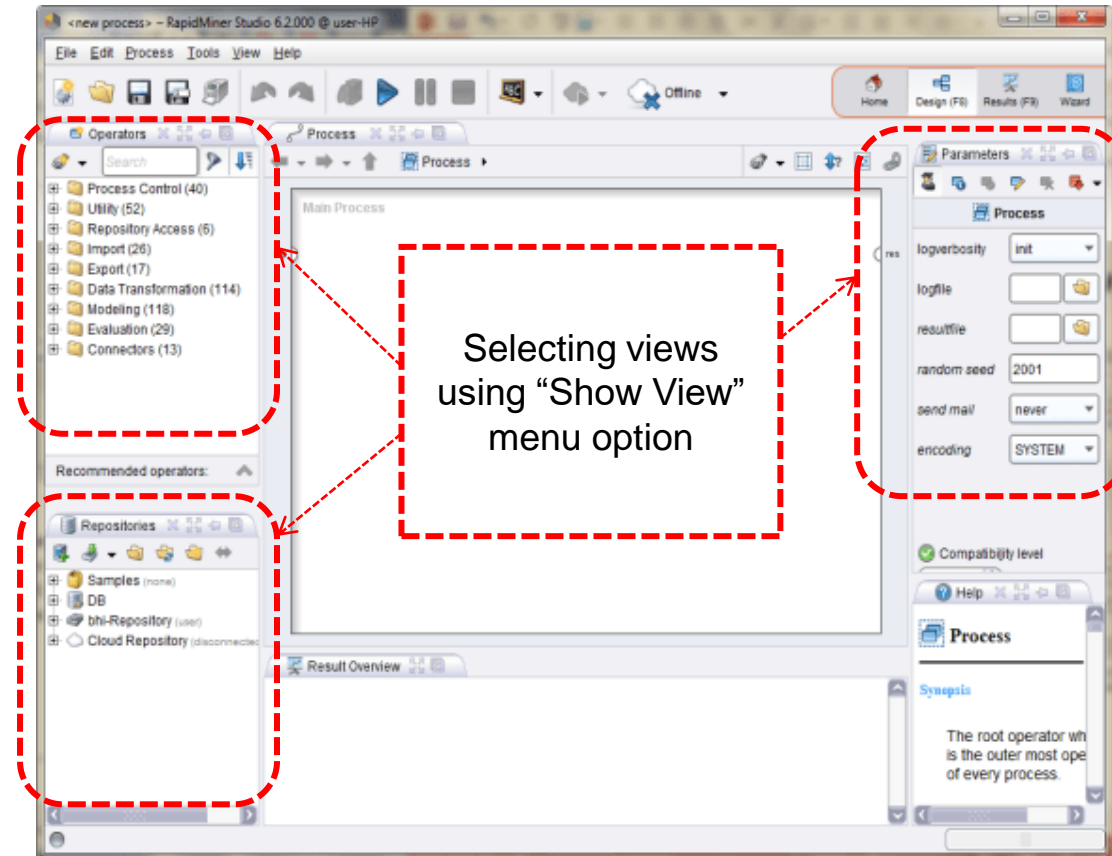 <new process> – RapidMiner Studio 6.2.000 @ user-HP
File Edit Process Tools View Help
Offline
Home Design (F8) Results (F9) Wizard
Operators
Search
Process Control (40)
Utility (52)
Repository Access (6)
Import (26)
Export (17)
Data Transformation (114)
Modeling (118)
Evaluation (29)
Connectors (13)
Recommended operators:
Repositories
Samples (none)
DB
bhi-Repository (user)
Cloud Repository (disconnected
Process
Process
Main Process
res
Selecting views
using “Show View”
menu option
Result Overview
Parameters
Process
logverbosity init
logfile
resultfile
random seed 2001
send mail never
encoding SYSTEM
Compatibility level
Help
Process
Synopsis
The root operator wh
is the outer most ope
of every process.